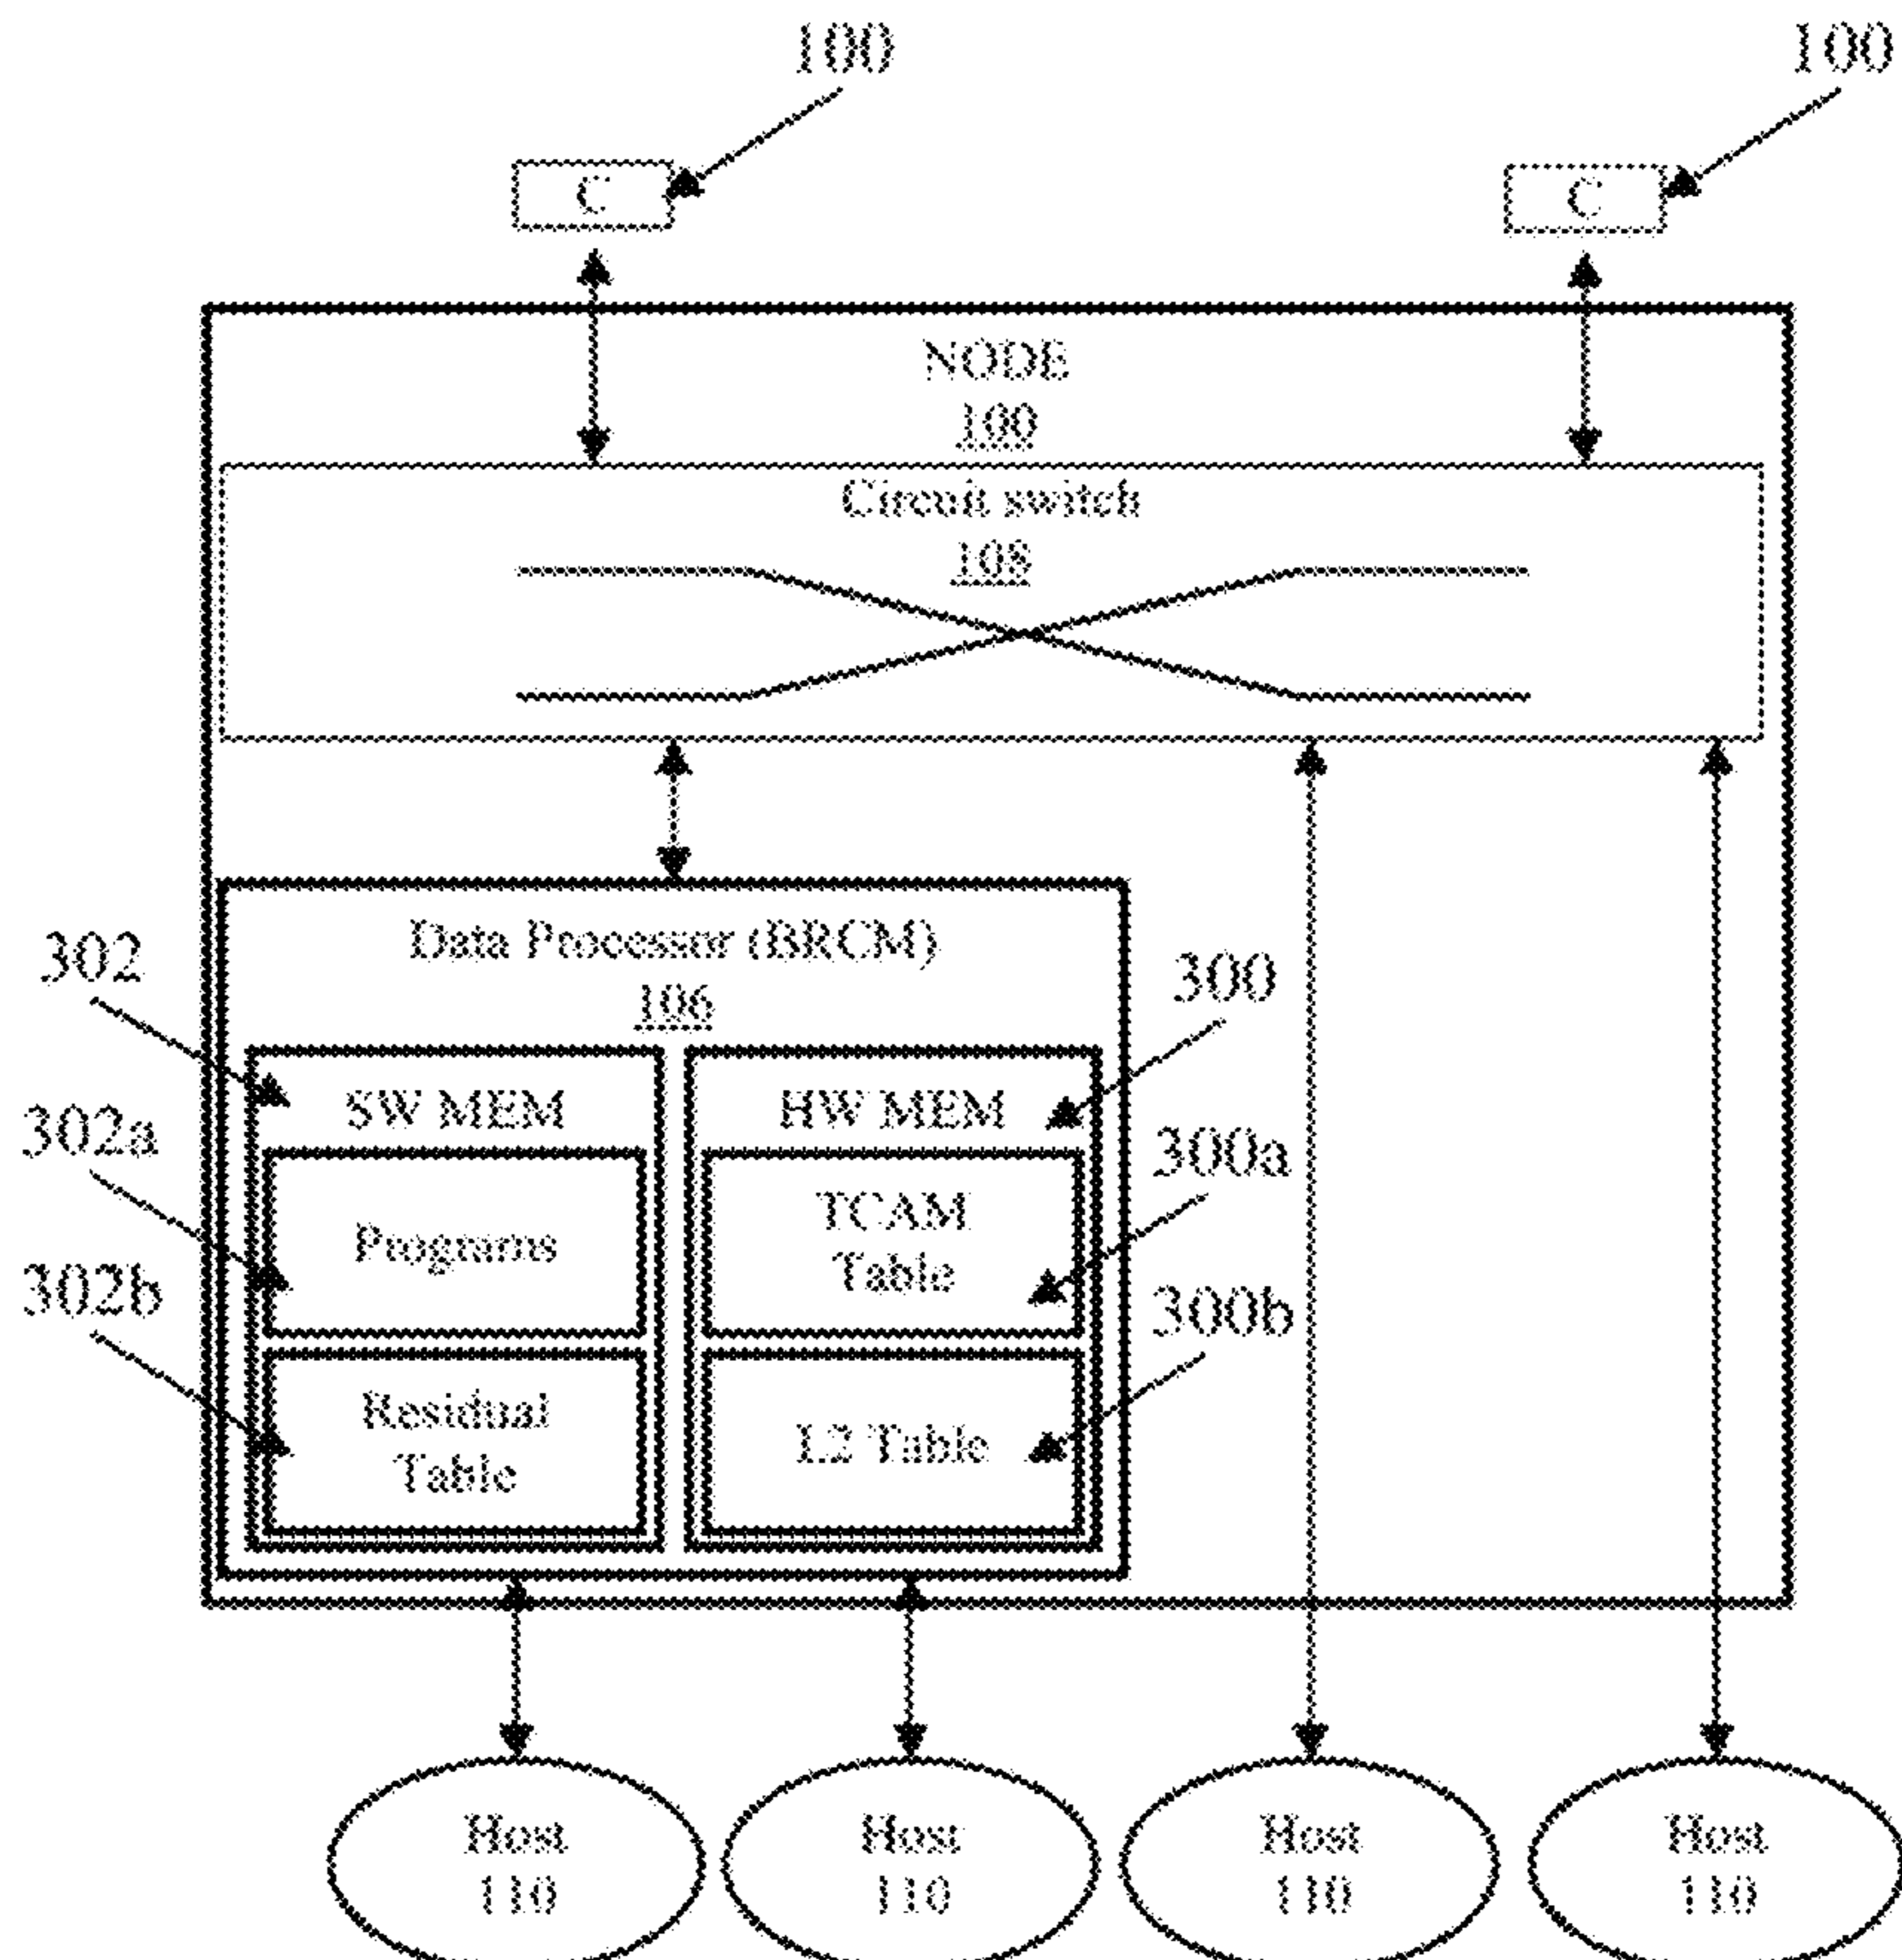 100
100
C
C
NODE
100
Circuit switch
108
Data Processor (BRCM)
106
302
300
SW MEM
HW MEM
302a
300a
Programs
TCAM
Table
302b
300b
Residual
Table
L2 Table
Host
110
Host
110
Host
110
Host
110